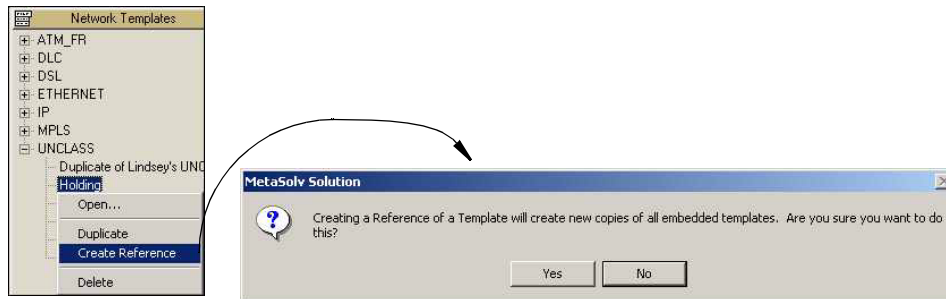 Network Templates
ATM_FR
DLC
DSL
ETHERNET
IP
MPLS
UNCLASS
Duplicate of Lindsey's UNC
Holding
Open...
Duplicate
Create Reference
Delete
MetaSolv Solution
Creating a Reference of a Template will create new copies of all embedded templates. Are you sure you want to do
this?
Yes
No